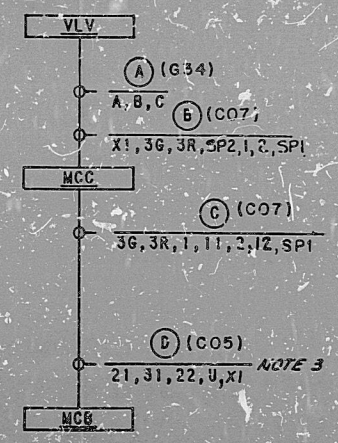 VLV
A (G34)
A,B,C
B (C07)
X1,3G,3R,SP2,1,2,SP1
MCC
C (C07)
3G,3R,1,11,2,12,SP1
D (C05)
21,31,22,U,X1 NOTE 3
MCB